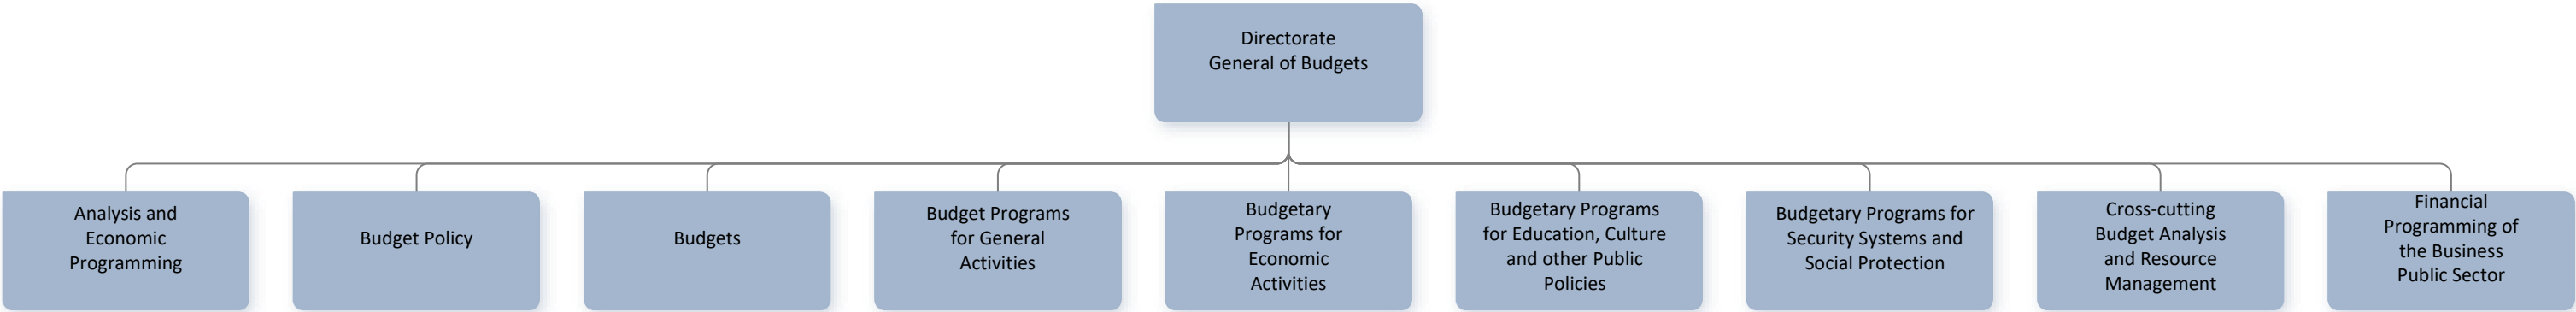 Directorate
General of Budgets
Analysis and
Economic
Programming
Budget Policy
Budgets
Budget Programs
for General
Activities
Budgetary
Programs for
Economic
Activities
Budgetary Programs
for Education, Culture
and other Public
Policies
Budgetary Programs for
Security Systems and
Social Protection
Cross-cutting
Budget Analysis
and Resource
Management
Financial
Programming of
the Business
Public Sector